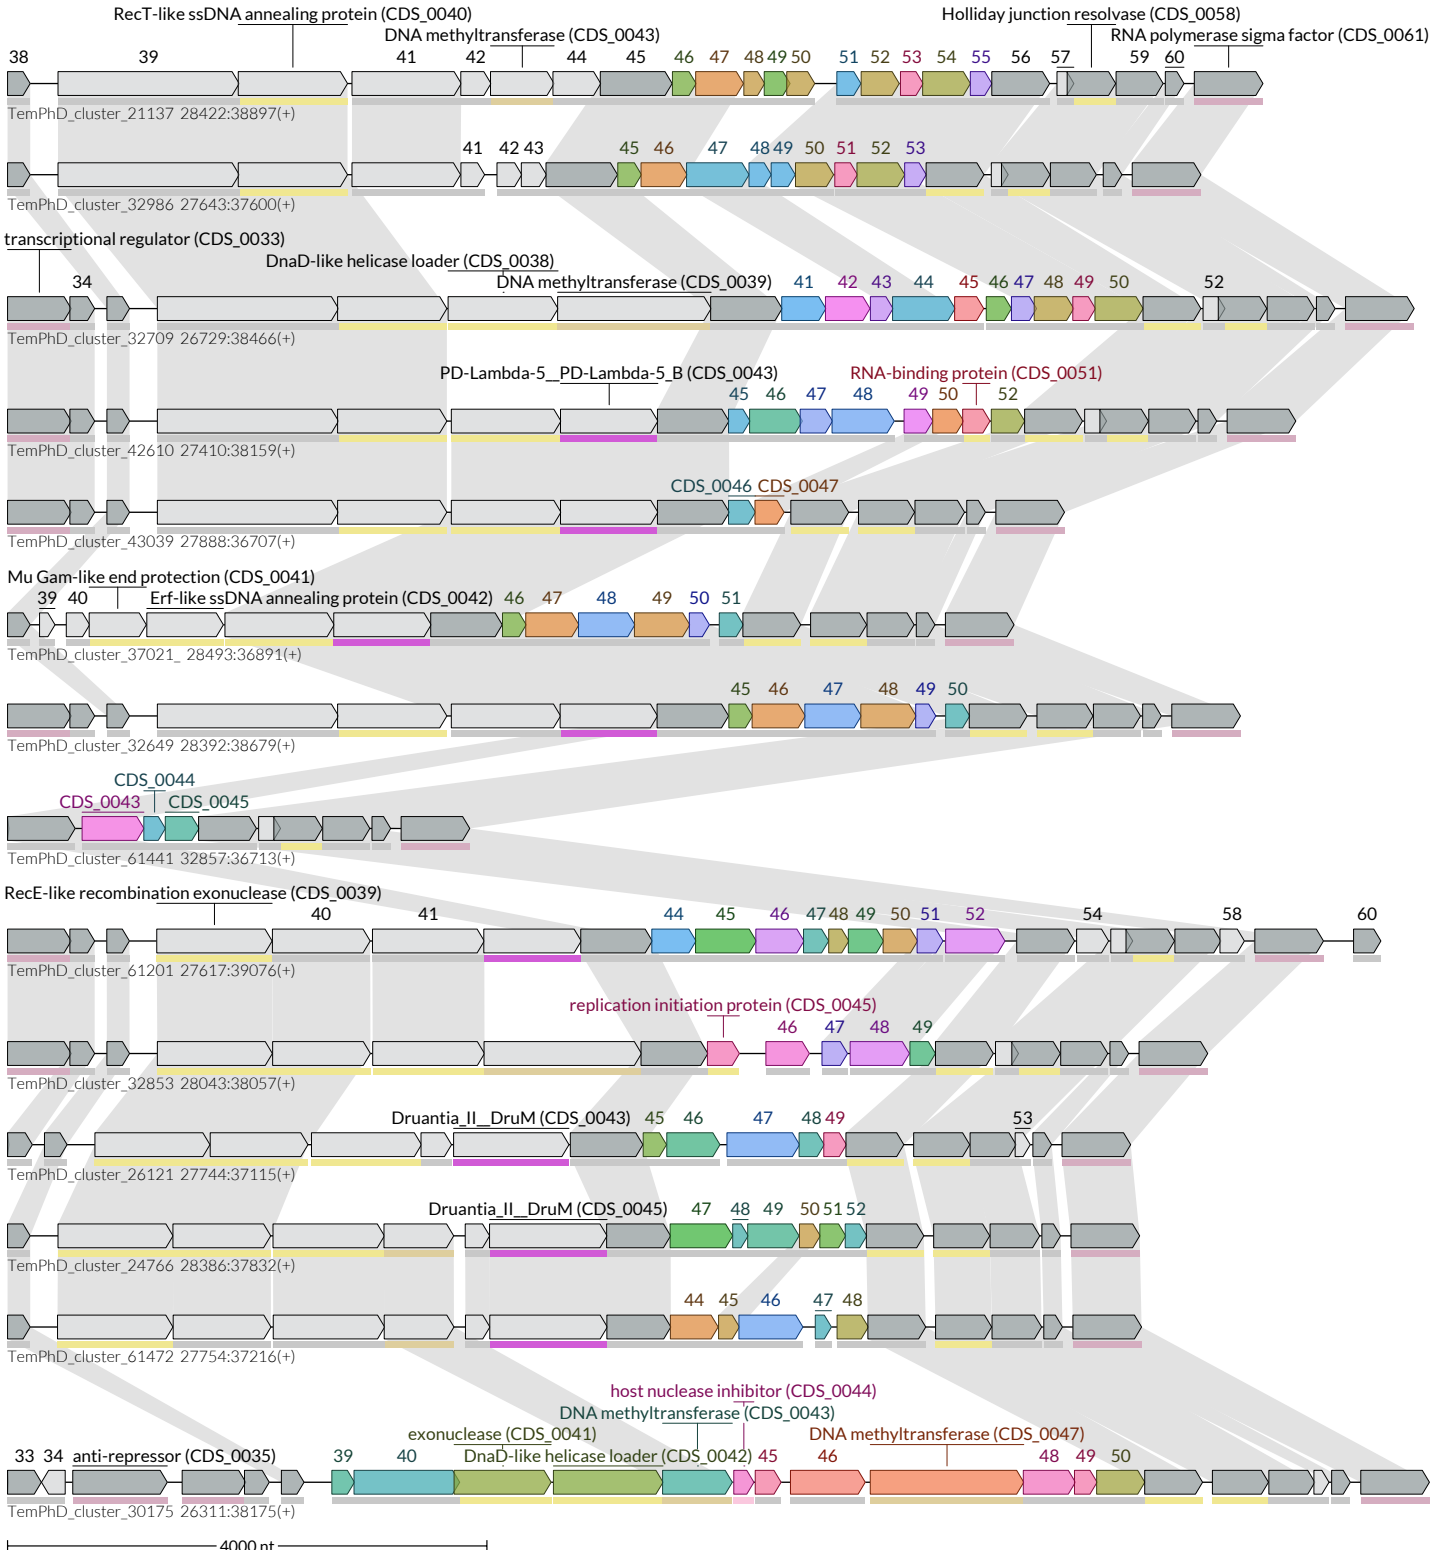 RecT-like ssDNA annealing protein (CDS_0040) Holliday junction resolvase (CDS_0058)
DNA methyltransferase (CDS_0043) RNA polymerase sigma factor (CDS_0061)
38 39 41 42 44 45 46 47 48 49 50 51 52 53 54 55 56 57 59 60
TemPhD_cluster_21137 28422:38897(+)
41 42 43 45 46 47 48 49 50 51 52 53
TemPhD_cluster_32986 27643:37600(+)
transcriptional regulator (CDS_0033)
DnaD-like helicase loader (CDS_0038)
34 DNA methyltransferase (CDS_0039) 41 42 43 44 45 46 47 48 49 50 52
TemPhD_cluster_32709 26729:38466(+)
PD-Lambda-5__PD-Lambda-5_B (CDS_0043) RNA-binding protein (CDS_0051)
45 46 47 48 49 50 52
TemPhD_cluster_42610 27410:38159(+)
CDS_0046 CDS_0047
TemPhD_cluster_43039 27888:36707(+)
Mu Gam-like end protection (CDS_0041)
39 40 Erf-like ssDNA annealing protein (CDS_0042) 46 47 48 49 50 51
TemPhD_cluster_37021_ 28493:36891(+)
45 46 47 48 49 50
TemPhD_cluster_32649 28392:38679(+)
CDS_0044
CDS_0043 CDS_0045
TemPhD_cluster_61441 32857:36713(+)
RecE-like recombination exonuclease (CDS_0039)
40 41 44 45 46 47 48 49 50 51 52 54 58 60
TemPhD_cluster_61201 27617:39076(+)
replication initiation protein (CDS_0045)
46 47 48 49
TemPhD_cluster_32853 28043:38057(+)
Druantia_II__DruM (CDS_0043) 45 46 47 48 49 53
TemPhD_cluster_26121 27744:37115(+)
Druantia_II__DruM (CDS_0045) 47 48 49 50 51 52
TemPhD_cluster_24766 28386:37832(+)
44 45 46 47 48
TemPhD_cluster_61472 27754:37216(+)
host nuclease inhibitor (CDS_0044)
DNA methyltransferase (CDS_0043)
exonuclease (CDS_0041) DNA methyltransferase (CDS_0047)
33 34 anti-repressor (CDS_0035) 39 40 DnaD-like helicase loader (CDS_0042) 45 46 48 49 50
TemPhD_cluster_30175 26311:38175(+)
4000 nt